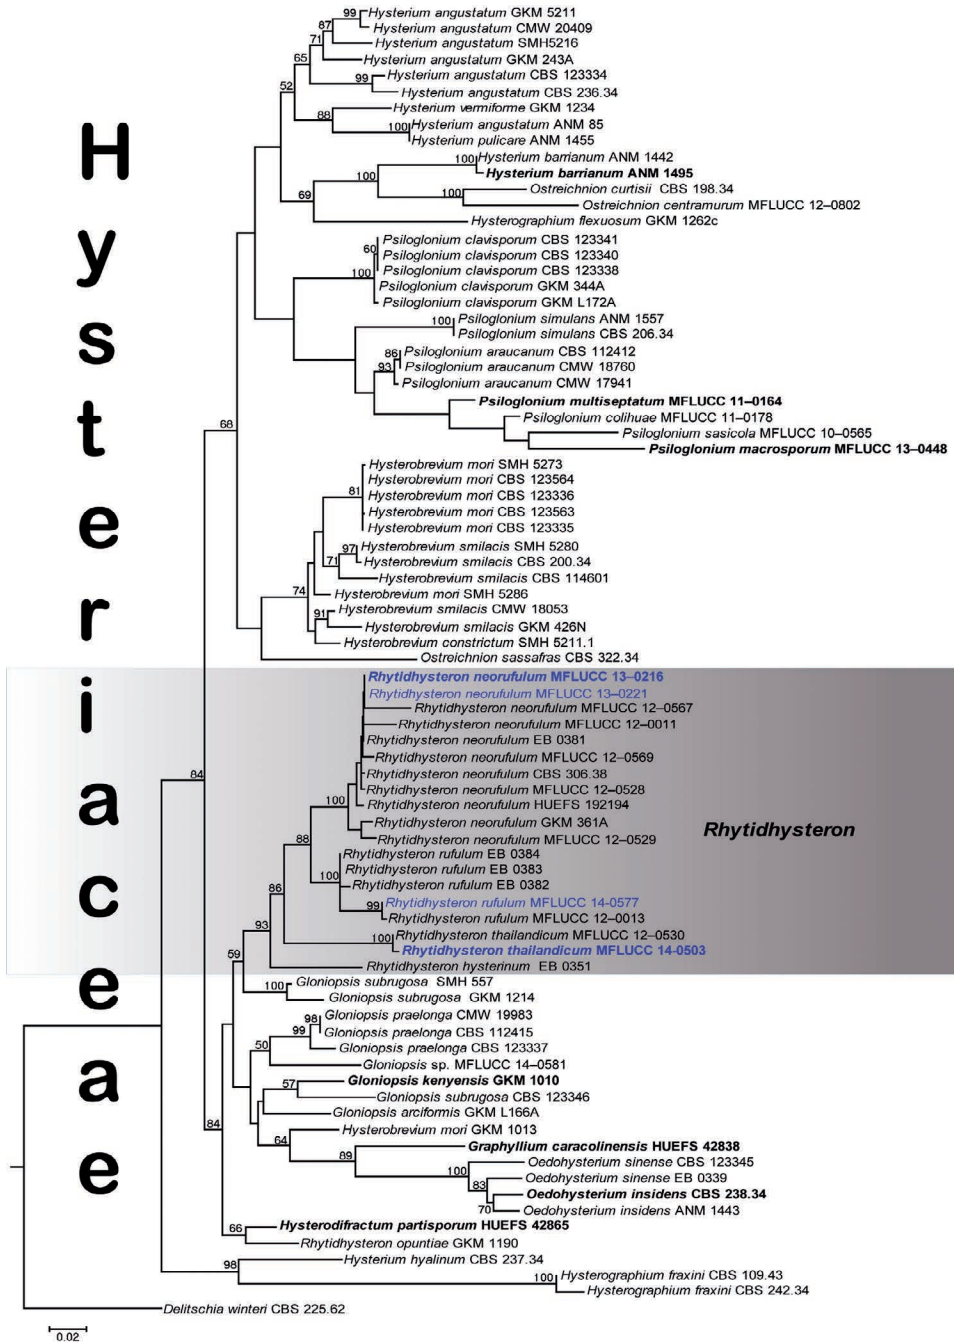 Hysteriaceae
99
Hysterium angustatum GKM 5211
87
Hysterium angustatum CMW 20409
71
Hysterium angustatum SMH5216
65
Hysterium angustatum GKM 243A
Hysterium angustatum CBS 123334
99
52
Hysterium angustatum CBS 236.34
Hysterium vermiforme GKM 1234
88
Hysterium angustatum ANM 85
100
Hysterium pulicare ANM 1455
100
Hysterium barrianum ANM 1442
Hysterium barrianum ANM 1495
100
Ostreichnion curtisii CBS 198.34
100
69
Ostreichnion centramurum MFLUCC 12–0802
Hysterographium flexuosum GKM 1262c
Psiloglonium clavisporum CBS 123341
60
Psiloglonium clavisporum CBS 123340
Psiloglonium clavisporum CBS 123338
100
Psiloglonium clavisporum GKM 344A
Psiloglonium clavisporum GKM L172A
100
Psiloglonium simulans ANM 1557
Psiloglonium simulans CBS 206.34
86
Psiloglonium araucanum CBS 112412
93
Psiloglonium araucanum CMW 18760
Psiloglonium araucanum CMW 17941
Psiloglonium multiseptatum MFLUCC 11–0164
Psiloglonium colihuae MFLUCC 11–0178
68
Psiloglonium sasicola MFLUCC 10–0565
Psiloglonium macrosporum MFLUCC 13–0448
Hysterobrevium mori SMH 5273
Hysterobrevium mori CBS 123564
81
Hysterobrevium mori CBS 123336
Hysterobrevium mori CBS 123563
Hysterobrevium mori CBS 123335
97
Hysterobrevium smilacis SMH 5280
71
Hysterobrevium smilacis CBS 200.34
Hysterobrevium smilacis CBS 114601
74
Hysterobrevium mori SMH 5286
Hysterobrevium smilacis CMW 18053
91
Hysterobrevium smilacis GKM 426N
Hysterobrevium constrictum SMH 5211.1
Ostreichnion sassafras CBS 322.34
Rhytidhysteron neorufulum MFLUCC 13–0216
Rhytidhysteron neorufulum MFLUCC 13–0221
Rhytidhysteron neorufulum MFLUCC 12–0567
Rhytidhysteron neorufulum MFLUCC 12–0011
Rhytidhysteron neorufulum EB 0381
Rhytidhysteron neorufulum MFLUCC 12–0569
84
Rhytidhysteron neorufulum CBS 306.38
Rhytidhysteron neorufulum MFLUCC 12–0528
100
Rhytidhysteron neorufulum HUEFS 192194
Rhytidhysteron neorufulum GKM 361A
Rhytidhysteron
88
Rhytidhysteron neorufulum MFLUCC 12–0529
Rhytidhysteron rufulum EB 0384
Rhytidhysteron rufulum EB 0383
100
Rhytidhysteron rufulum EB 0382
86
99
Rhytidhysteron rufulum MFLUCC 14-0577
Rhytidhysteron rufulum MFLUCC 12–0013
93
Rhytidhysteron thailandicum MFLUCC 12–0530
100
Rhytidhysteron thailandicum MFLUCC 14-0503
59
Rhytidhysteron hysterinum EB 0351
Gloniopsis subrugosa SMH 557
100
Gloniopsis subrugosa GKM 1214
98
Gloniopsis praelonga CMW 19983
99
Gloniopsis praelonga CBS 112415
50
Gloniopsis praelonga CBS 123337
Gloniopsis sp. MFLUCC 14–0581
57
Gloniopsis kenyensis GKM 1010
Gloniopsis subrugosa CBS 123346
Gloniopsis arciformis GKM L166A
84
Hysterobrevium mori GKM 1013
64
Graphyllium caracolinensis HUEFS 42838
89
100
Oedohysterium sinense CBS 123345
83
Oedohysterium sinense EB 0339
Oedohysterium insidens CBS 238.34
70
Oedohysterium insidens ANM 1443
66
Hysterodifractum partisporum HUEFS 42865
Rhytidhysteron opuntiae GKM 1190
98
Hysterium hyalinum CBS 237.34
100
Hysterographium fraxini CBS 109.43
Hysterographium fraxini CBS 242.34
Delitschia winteri CBS 225.62
0.02